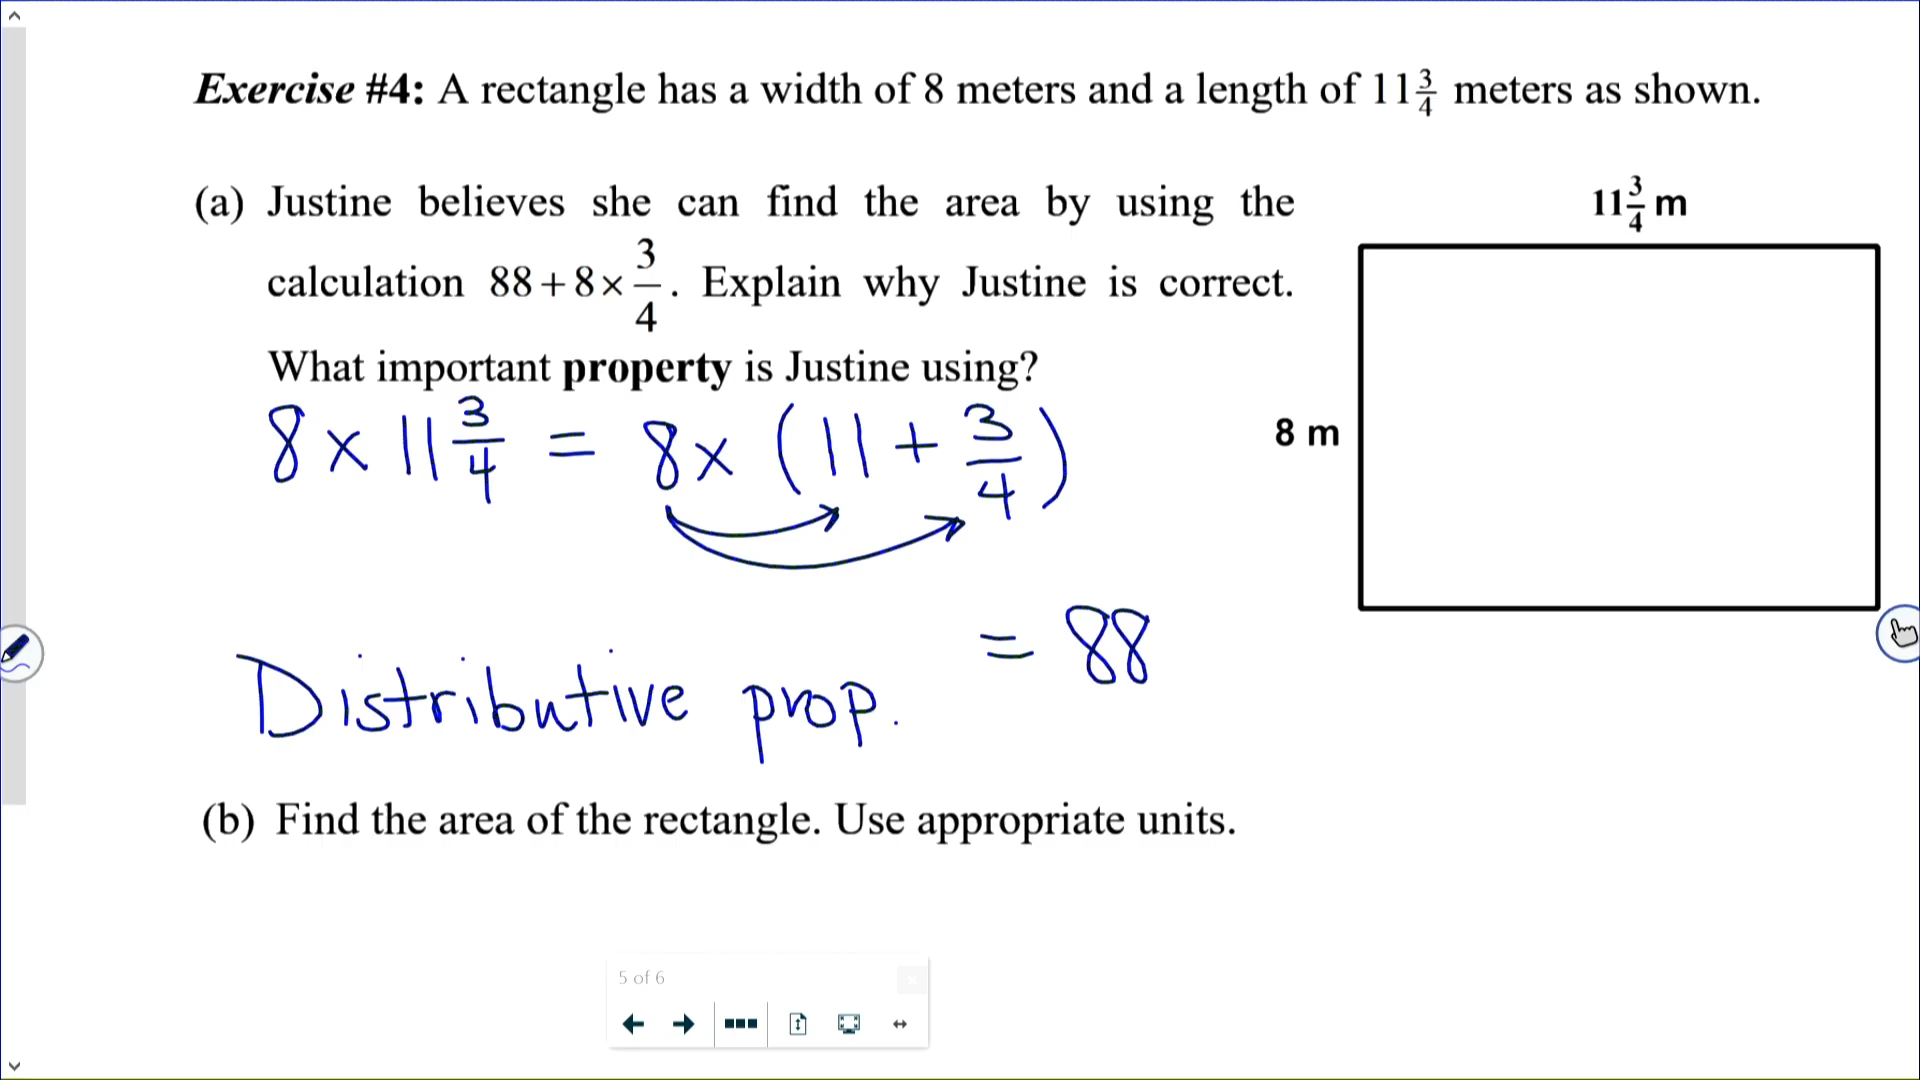 Exercise #4: A rectangle has a width of 8 meters and a length of 11 3/4 meters as shown.
(a) Justine believes she can find the area by using the
calculation 88+8× 3/4. Explain why Justine is correct.
What important property is Justine using?
11 3/4 m
8 m
8 x 11 3/4 = 8x (11 + 3/4)
= 88
Distributive prop.
(b) Find the area of the rectangle. Use appropriate units.
5 of 6